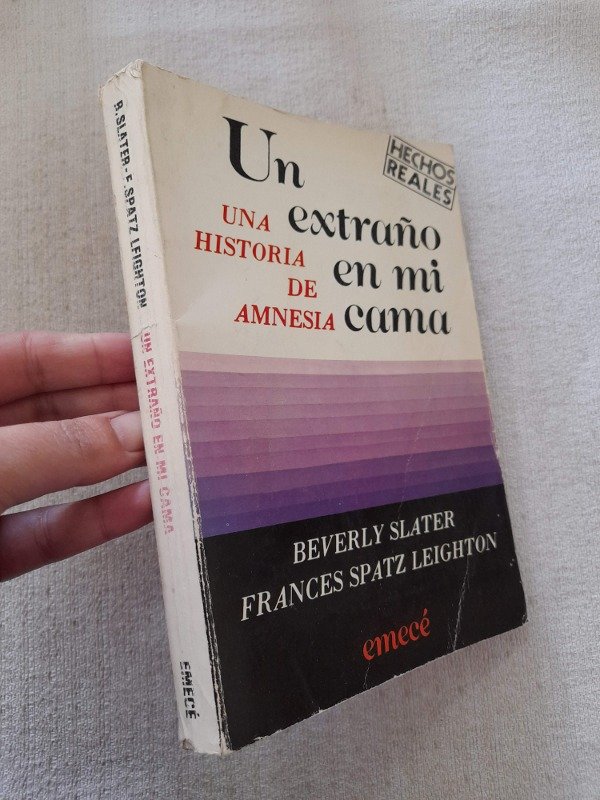 HECHOS
REALES
Un
extraño
en mi
cama
UNA
HISTORIA
DE
AMNESIA
BEVERLY SLATER
FRANCES SPATZ LEIGHTON
emecé
B. SLATER - F. SPATZ LEIGHTON UN EXTRAÑO EN MI CAMA EMECÉ